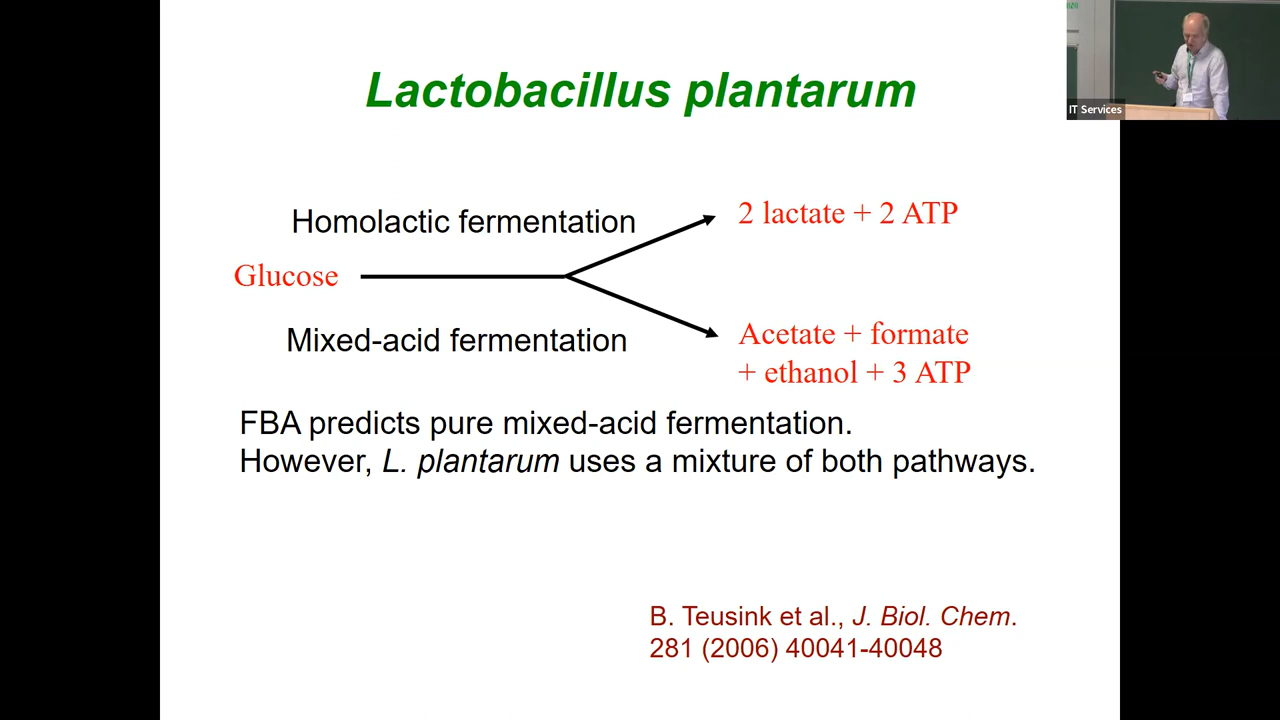 Lactobacillus plantarum
Homolactic fermentation
2 lactate + 2 ATP
Glucose
Mixed-acid fermentation
Acetate + formate
+ ethanol + 3 ATP
FBA predicts pure mixed-acid fermentation.
However, L. plantarum uses a mixture of both pathways.
B. Teusink et al., J. Biol. Chem.
281 (2006) 40041-40048
IT Services